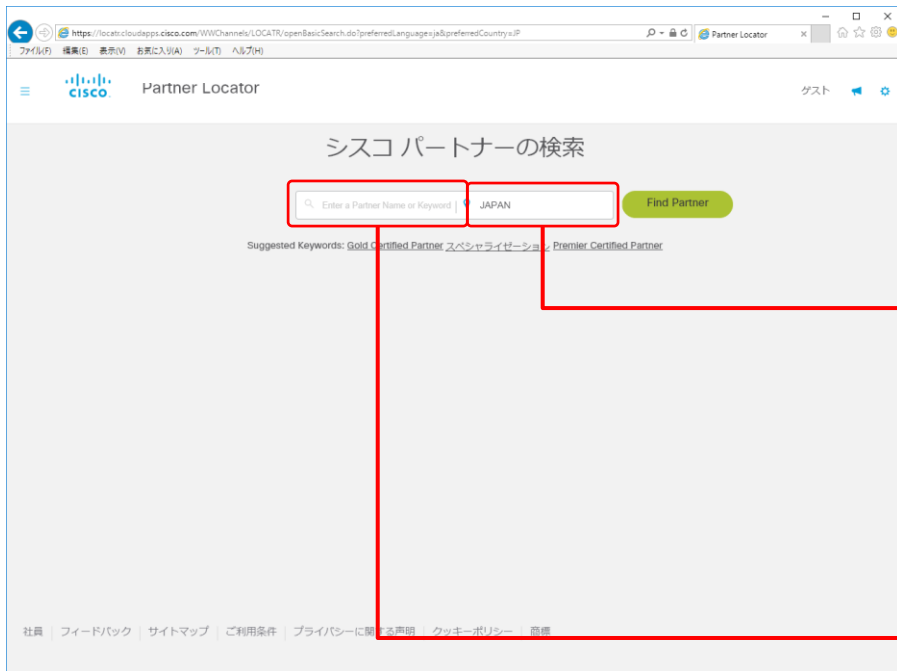 https://locatr.cloudapps.cisco.com/WWChannels/LOCATR/openBasicSearch.do?preferredLanguage=ja&preferredCountry=JP
Partner Locator
ファイル(F) 編集(E) 表示(V) お気に入り(A) ツール(T) ヘルプ(H)
CISCO Partner Locator ゲスト
シスコ パートナーの検索
Enter a Partner Name or Keyword JAPAN Find Partner
Suggested Keywords: Gold Certified Partner スペシャライゼーション Premier Certified Partner
社員 フィードバック サイトマップ ご利用条件 プライバシーに関する声明 クッキーポリシー 商標